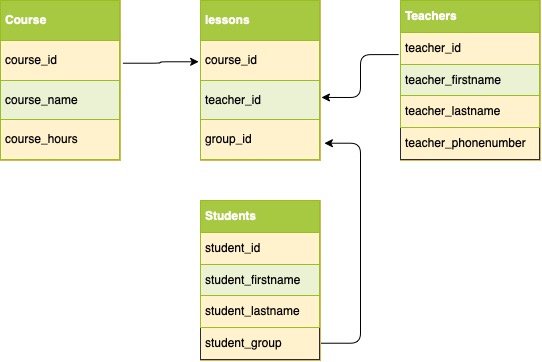 Course
course_id
course_name
course_hours
lessons
course_id
teacher_id
group_id
Teachers
teacher_id
teacher_firstname
teacher_lastname
teacher_phonenumber
Students
student_id
student_firstname
student_lastname
student_group